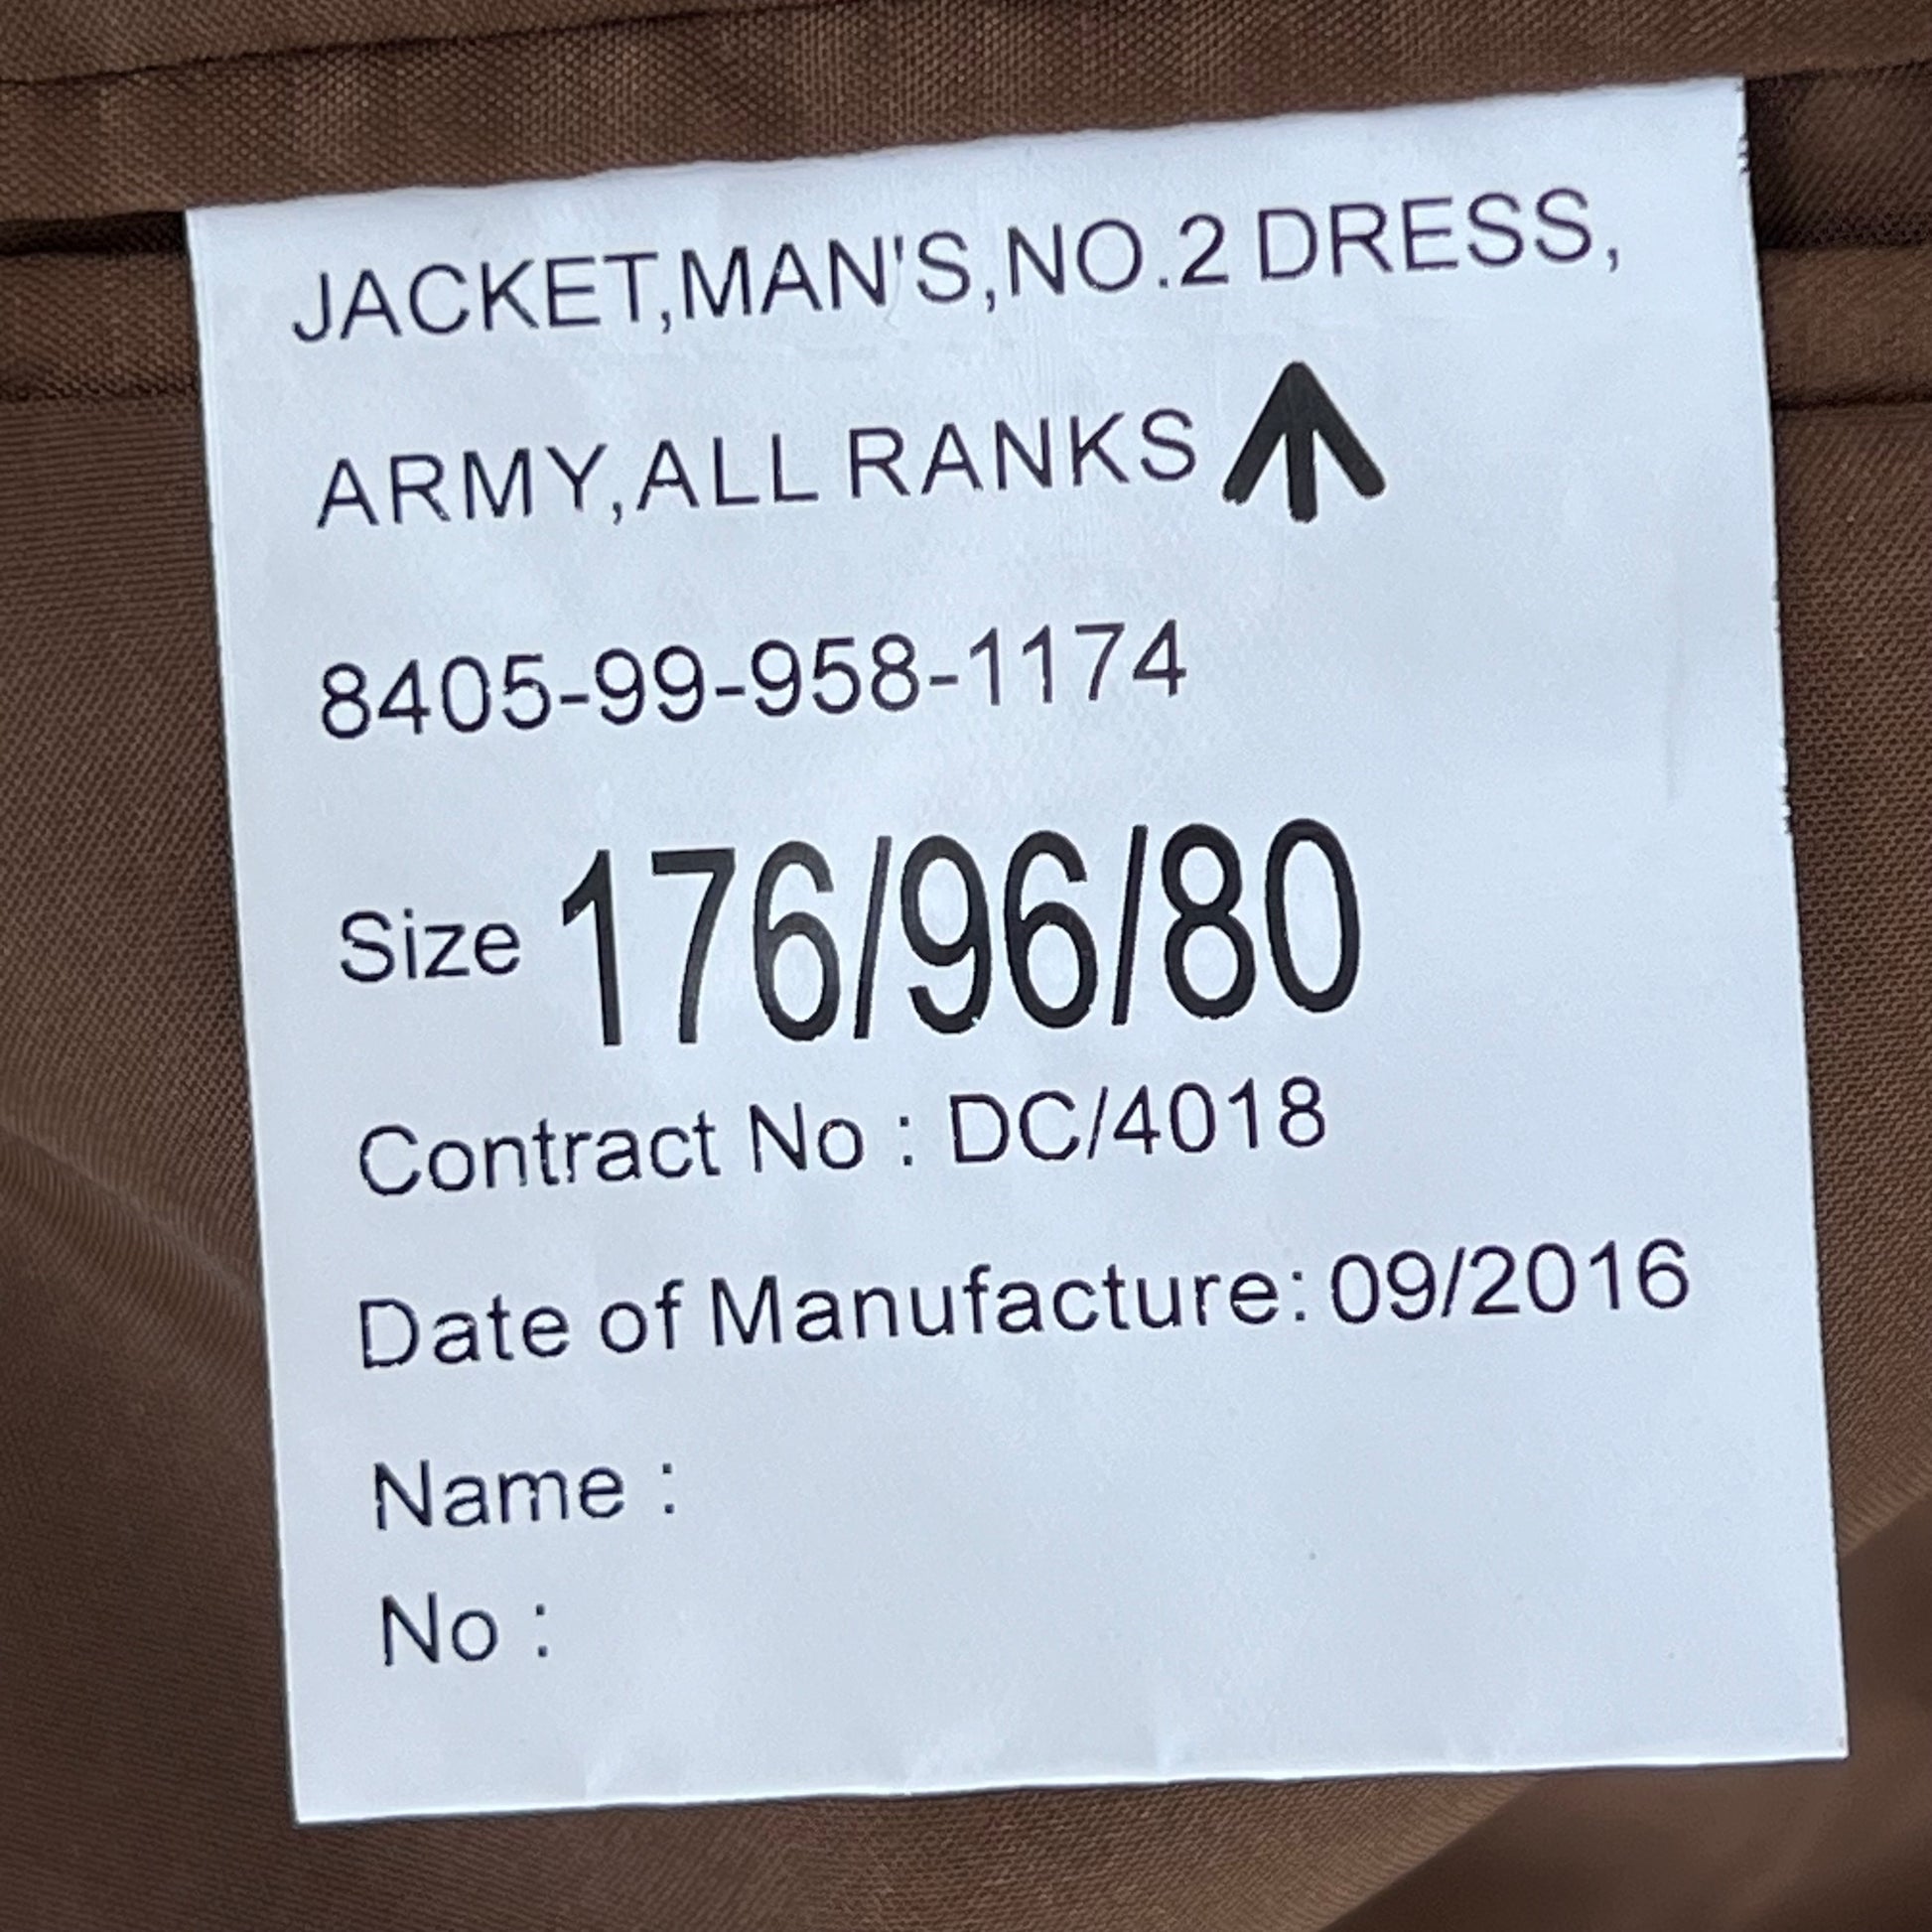 JACKET,MAN'S,NO.2 DRESS,
ARMY,ALL RANKS
8405-99-958-1174
Size 176/96/80
Contract No : DC/4018
Date of Manufacture: 09/2016
Name :
No :